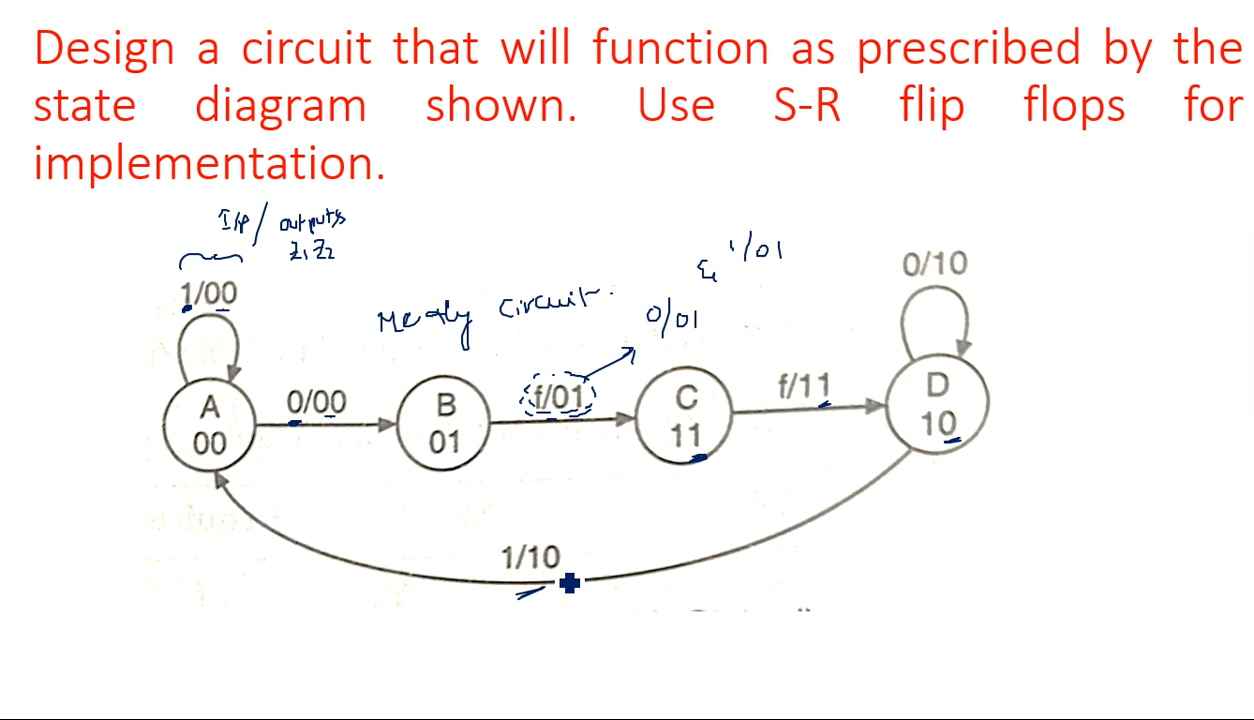 Design a circuit that will function as prescribed by the
state diagram shown. Use S-R flip flops for
implementation.
I/P / outputs
Z1 Z2
1/00
Mealy Circuit.
0/01
& 1/01
0/10
A
00
0/00
B
01
f/01
C
11
f/11
D
10
1/10